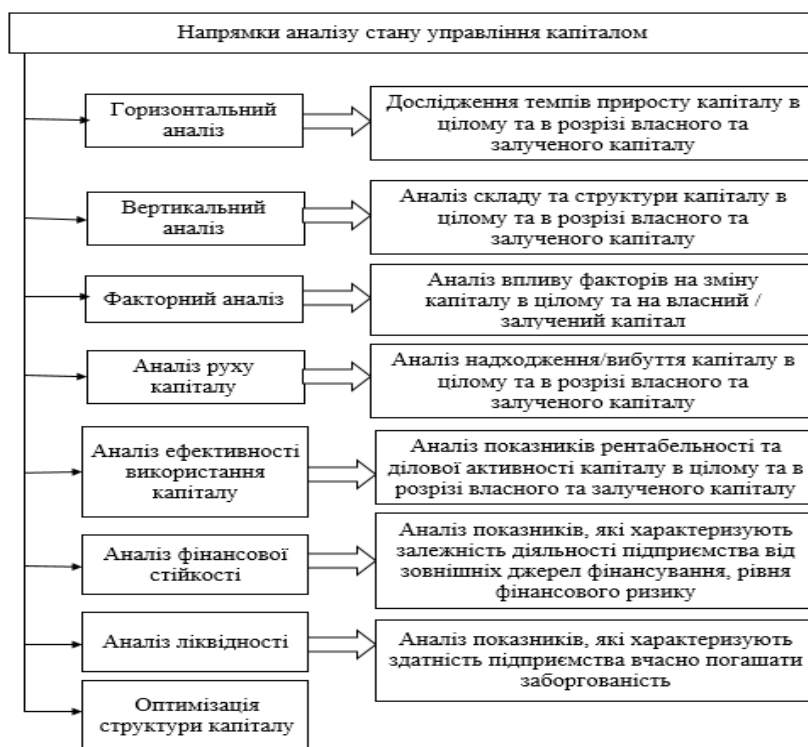 Напрямки аналізу стану управління капіталом
Горизонтальний
аналіз
Дослідження темпів приросту капіталу в
цілому та в розрізі власного та
залученого капіталу
Вертикальний
аналіз
Аналіз складу та структури капіталу в
цілому та в розрізі власного та
залученого капіталу
Факторний аналіз
Аналіз впливу факторів на зміну
капіталу в цілому та на власний /
залучений капітал
Аналіз руху
капіталу
Аналіз надходження/вибуття капіталу в
цілому та в розрізі власного та
залученого капіталу
Аналіз ефективності
використання
капіталу
Аналіз показників рентабельності та
ділової активності капіталу в цілому та в
розрізі власного та залученого капіталу
Аналіз фінансової
стійкості
Аналіз показників, які характеризують
залежність діяльності підприємства від
зовнішніх джерел фінансування, рівня
фінансового ризику
Аналіз ліквідності
Аналіз показників, які характеризують
здатність підприємства вчасно погашати
заборгованість
Оптимізація
структури капіталу